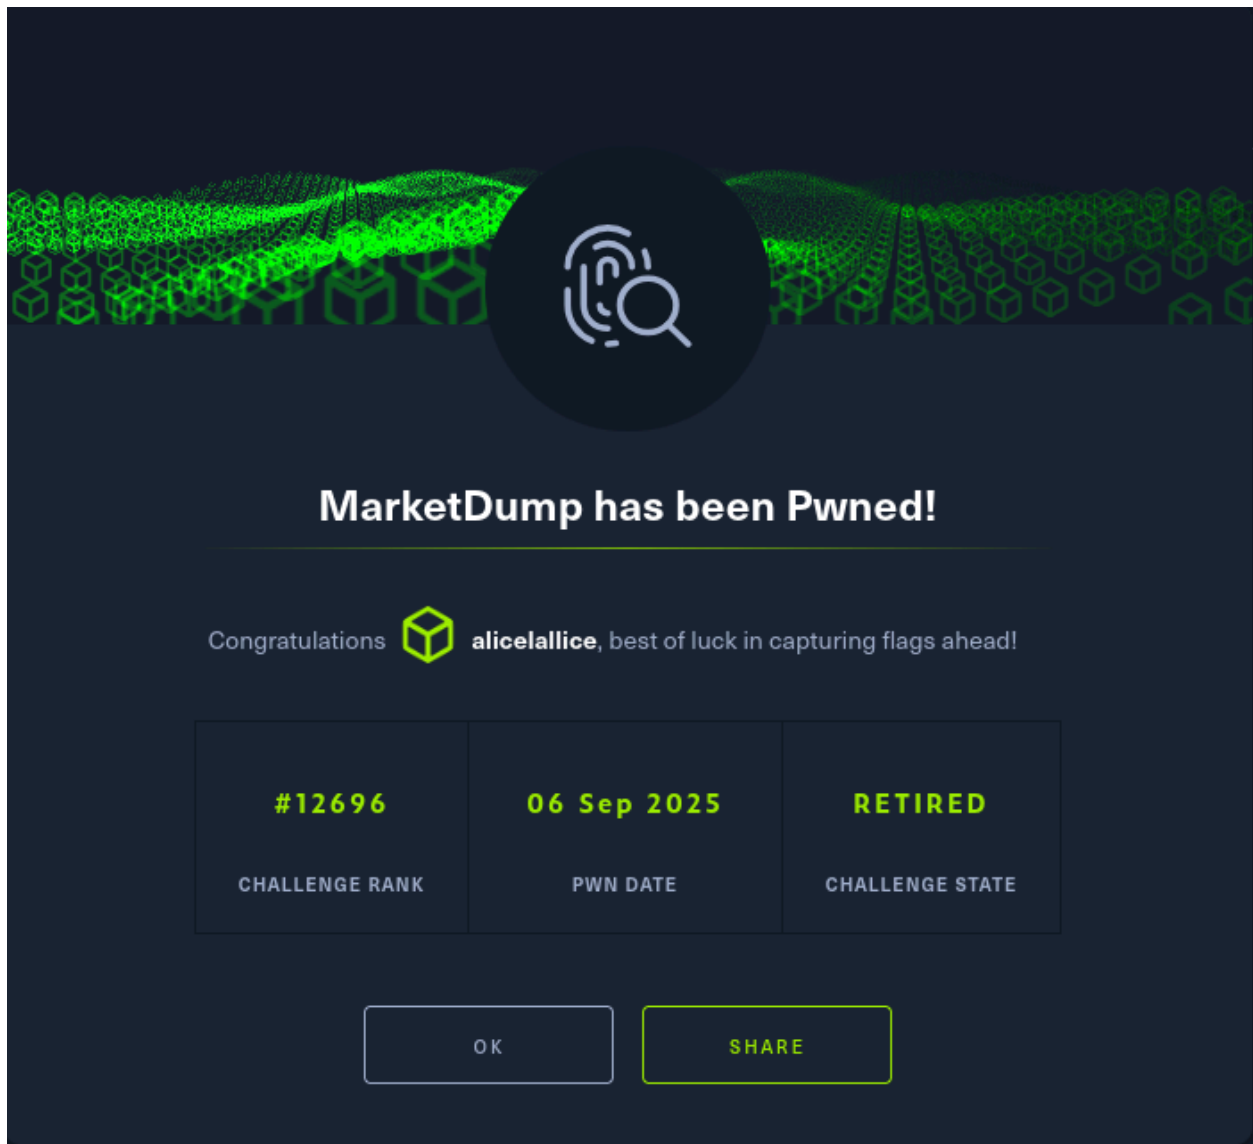 MarketDump has been Pwned!
Congratulations alicelallice, best of luck in capturing flags ahead!
#12696
CHALLENGE RANK
06 Sep 2025
PWN DATE
RETIRED
CHALLENGE STATE
OK
SHARE